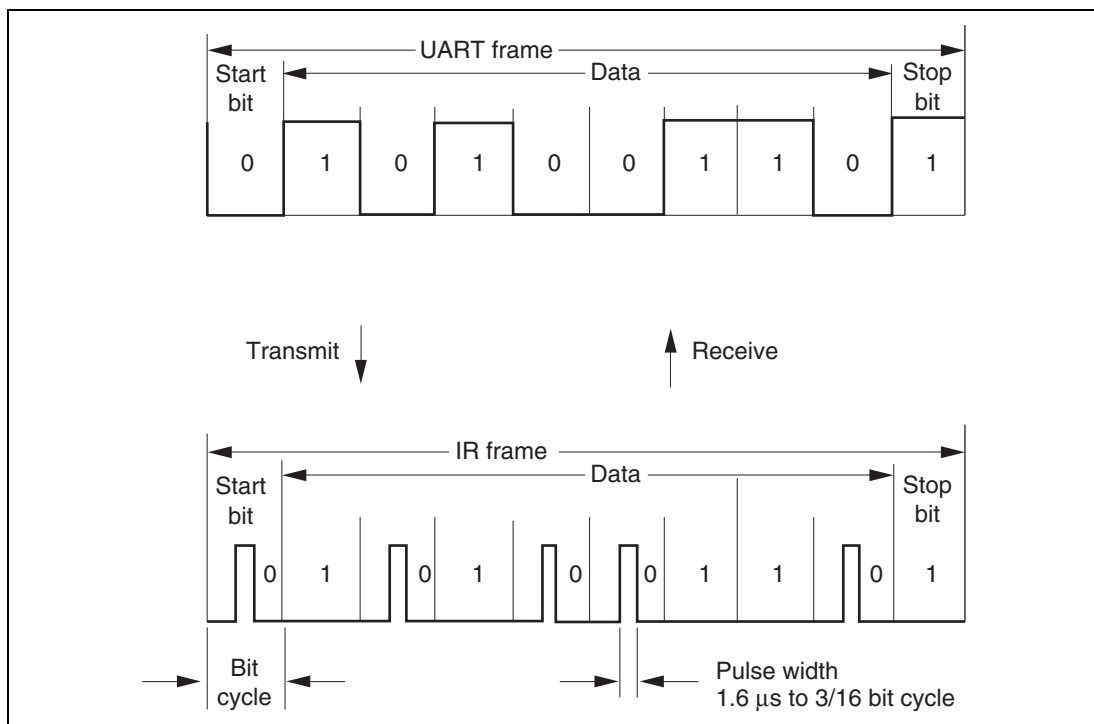 UART frame
Start bit
Data
Stop bit
0 1 0 1 0 0 1 1 0 1
Transmit
Receive
IR frame
Start bit
Data
Stop bit
0 1 0 1 0 0 1 1 0 1
Bit cycle
Pulse width
1.6 μs to 3/16 bit cycle